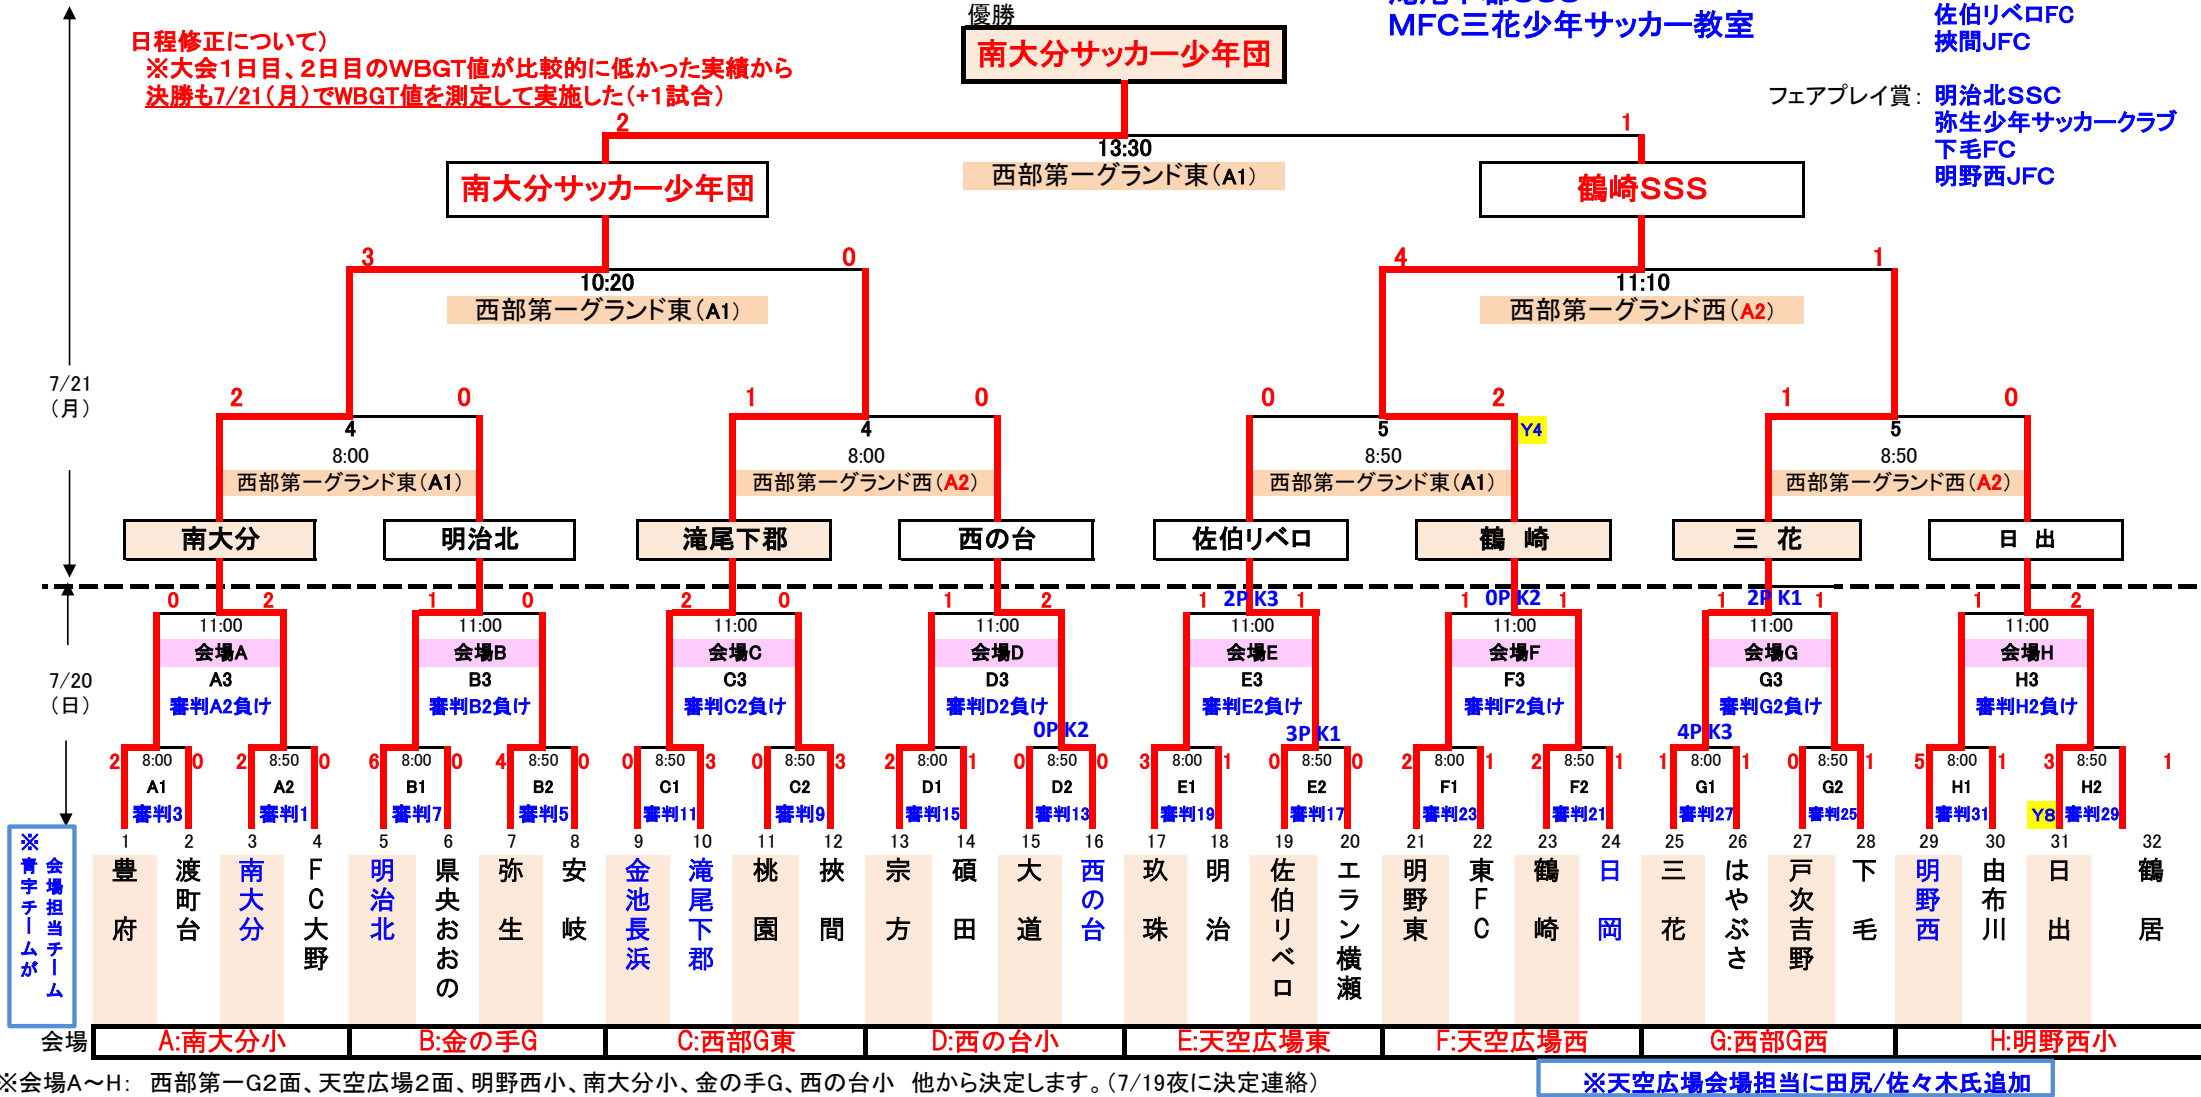 優勝
南大分サッカー少年団
MFC三花少年サッカー教室
佐伯リベロFC
挾間JFC
日程修正について）
※大会1日目、2日目のWBGT値が比較的に低かった実績から
決勝も7/21(月)でWBGT値を測定して実施した(+1試合)
フェアプレイ賞: 明治北SSC
弥生少年サッカークラブ
下毛FC
明野西JFC
2 1
13:30
西部第一グランド東(A1)
南大分サッカー少年団 鶴崎SSS
3 0 4 1
10:20 11:10
西部第一グランド東(A1) 西部第一グランド西(A2)
7/21
(月)
2 0 1 0 0 2 1 0
4 4 5 Y4 5
8:00 8:00 8:50 8:50
西部第一グランド東(A1) 西部第一グランド西(A2) 西部第一グランド東(A1) 西部第一グランド西(A2)
南大分 明治北 滝尾下郡 西の台 佐伯リベロ 鶴 崎 三 花 日 出
0 2 1 0 2 0 1 2 1 2PK3 1 1 0PK2 1 1 2PK1 1 1 2
11:00 11:00 11:00 11:00 11:00 11:00 11:00 11:00
会場A 会場B 会場C 会場D 会場E 会場F 会場G 会場H
7/20
(日)
A3 B3 C3 D3 E3 F3 G3 H3
審判A2負け 審判B2負け 審判C2負け 審判D2負け 審判E2負け 審判F2負け 審判G2負け 審判H2負け
0PK2 3PK1 4PK3
2 8:00 0 2 8:50 0 6 8:00 0 4 8:50 0 0 8:50 3 0 8:50 3 2 8:00 1 0 8:50 0 3 8:00 1 0 8:50 0 2 8:00 1 2 8:50 1 1 8:00 1 0 8:50 1 5 8:00 1 3 8:50 1
A1 A2 B1 B2 C1 C2 D1 D2 E1 E2 F1 F2 G1 G2 H1 H2
審判3 審判1 審判7 審判5 審判11 審判9 審判15 審判13 審判19 審判17 審判23 審判21 審判27 審判25 審判31 Y8 審判29
1 2 3 4 5 6 7 8 9 10 11 12 13 14 15 16 17 18 19 20 21 22 23 24 25 26 27 28 29 30 31 32
※青字チームが
会場担当チーム
豊府
渡町台
南大分
FC大野
明治北
県央おおの
弥生
安岐
金池長浜
滝尾下郡
桃園
挾間
宗方
碩田
大道
西の台
玖珠
明治
佐伯リベロ
エラン横瀬
明野東
東FC
鶴崎
日岡
三花
はやぶさ
戸次吉野
下毛
明野西
由布川
日出
鶴居
会場 A:南大分小 B:金の手G C:西部G東 D:西の台小 E:天空広場東 F:天空広場西 G:西部G西 H:明野西小
※会場A～H: 西部第一G2面、天空広場2面、明野西小、南大分小、金の手G、西の台小 他から決定します。(7/19夜に決定連絡)
※天空広場会場担当に田尻/佐々木氏追加